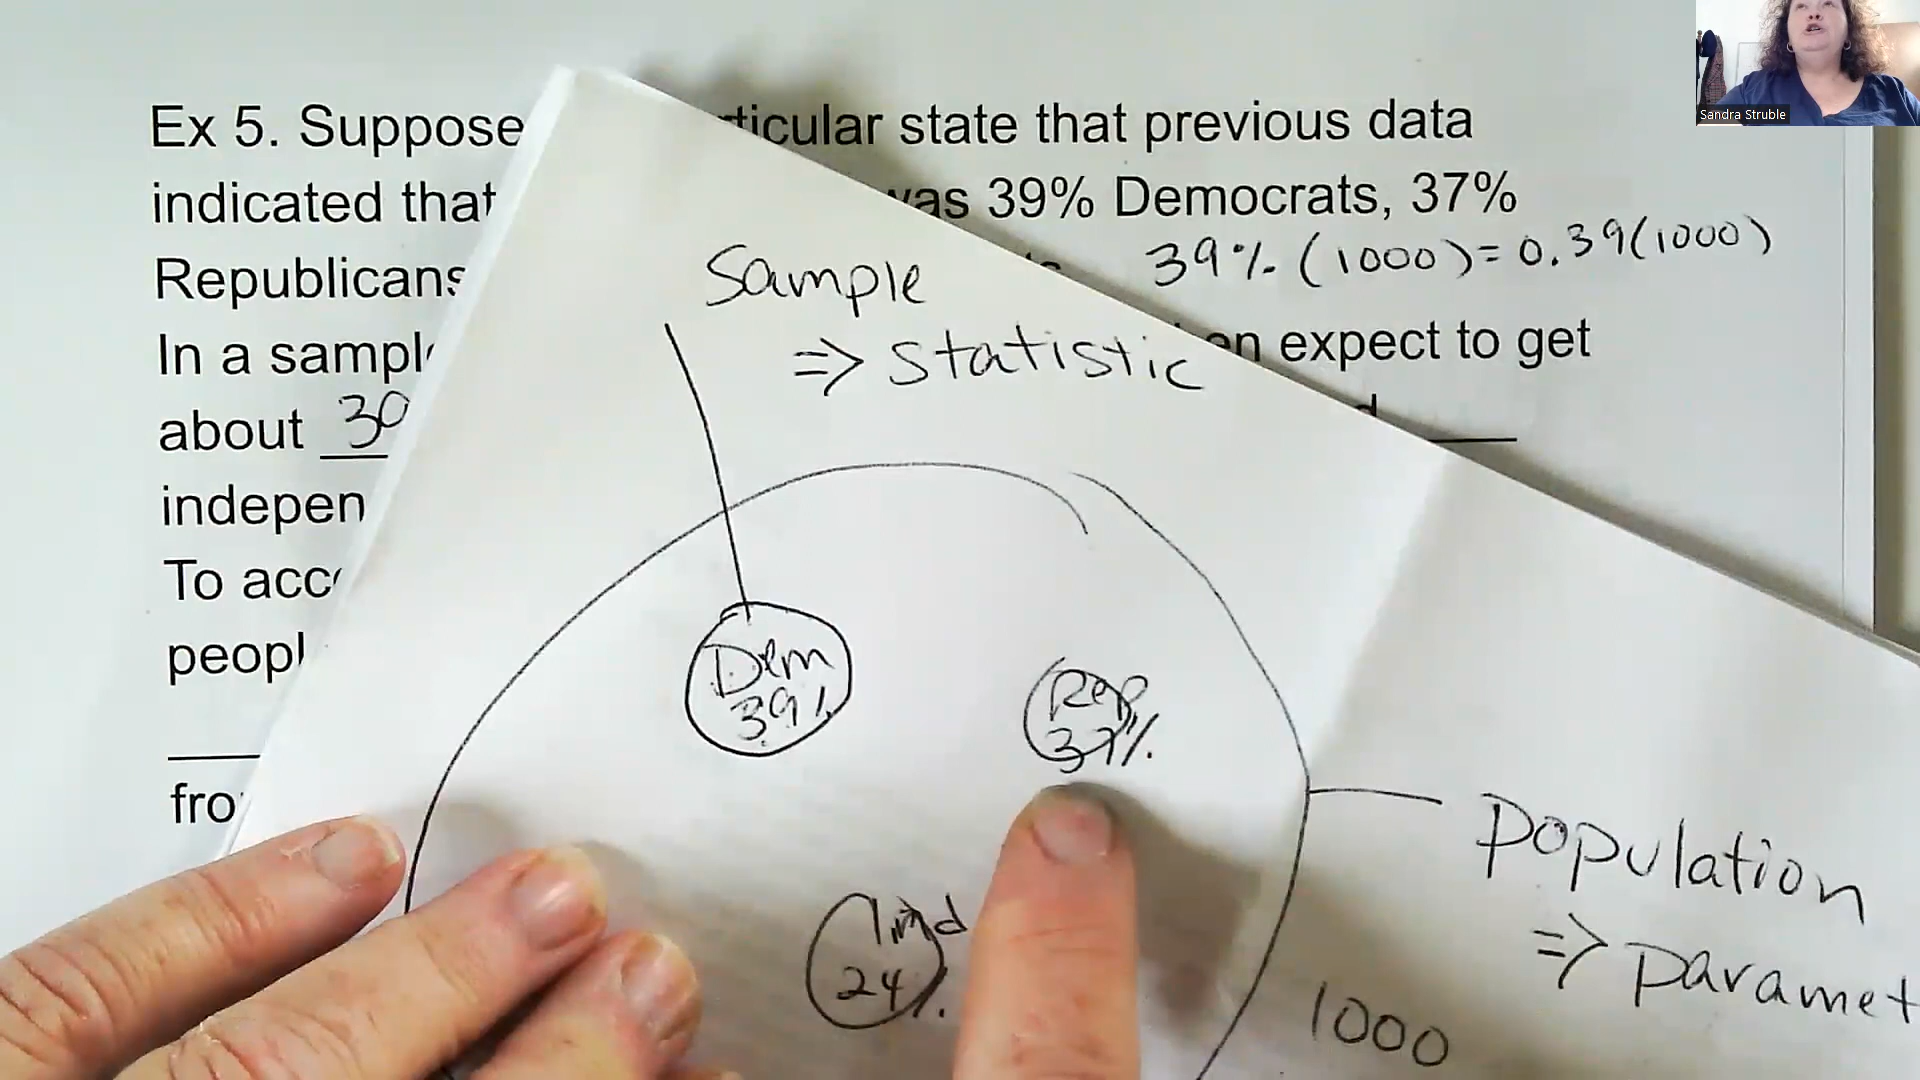 Ex 5. Suppose ticular state that previous data
indicated that was 39% Democrats, 37%
Republicans
39% (1000)= 0.39(1000)
In a sampl en expect to get
about 30
indepen
To acc
peopl
fro
Sample
=> Statistic
Dem
39%
Rep
37%
Ind
24%
population
=> paramet
1000
Sandra Struble